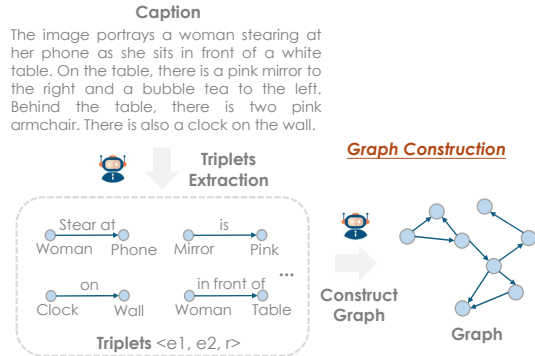 Caption
The image portrays a woman stearing at
her phone as she sits in front of a white
table. On the table, there is a pink mirror to
the right and a bubble tea to the left.
Behind the table, there is two pink
armchair. There is also a clock on the wall.
Triplets
Extraction
Graph Construction
Stear at
Woman Phone
is
Mirror Pink
...
on
Clock Wall
in front of
Woman Table
Triplets <e1, e2, r>
Construct
Graph
Graph